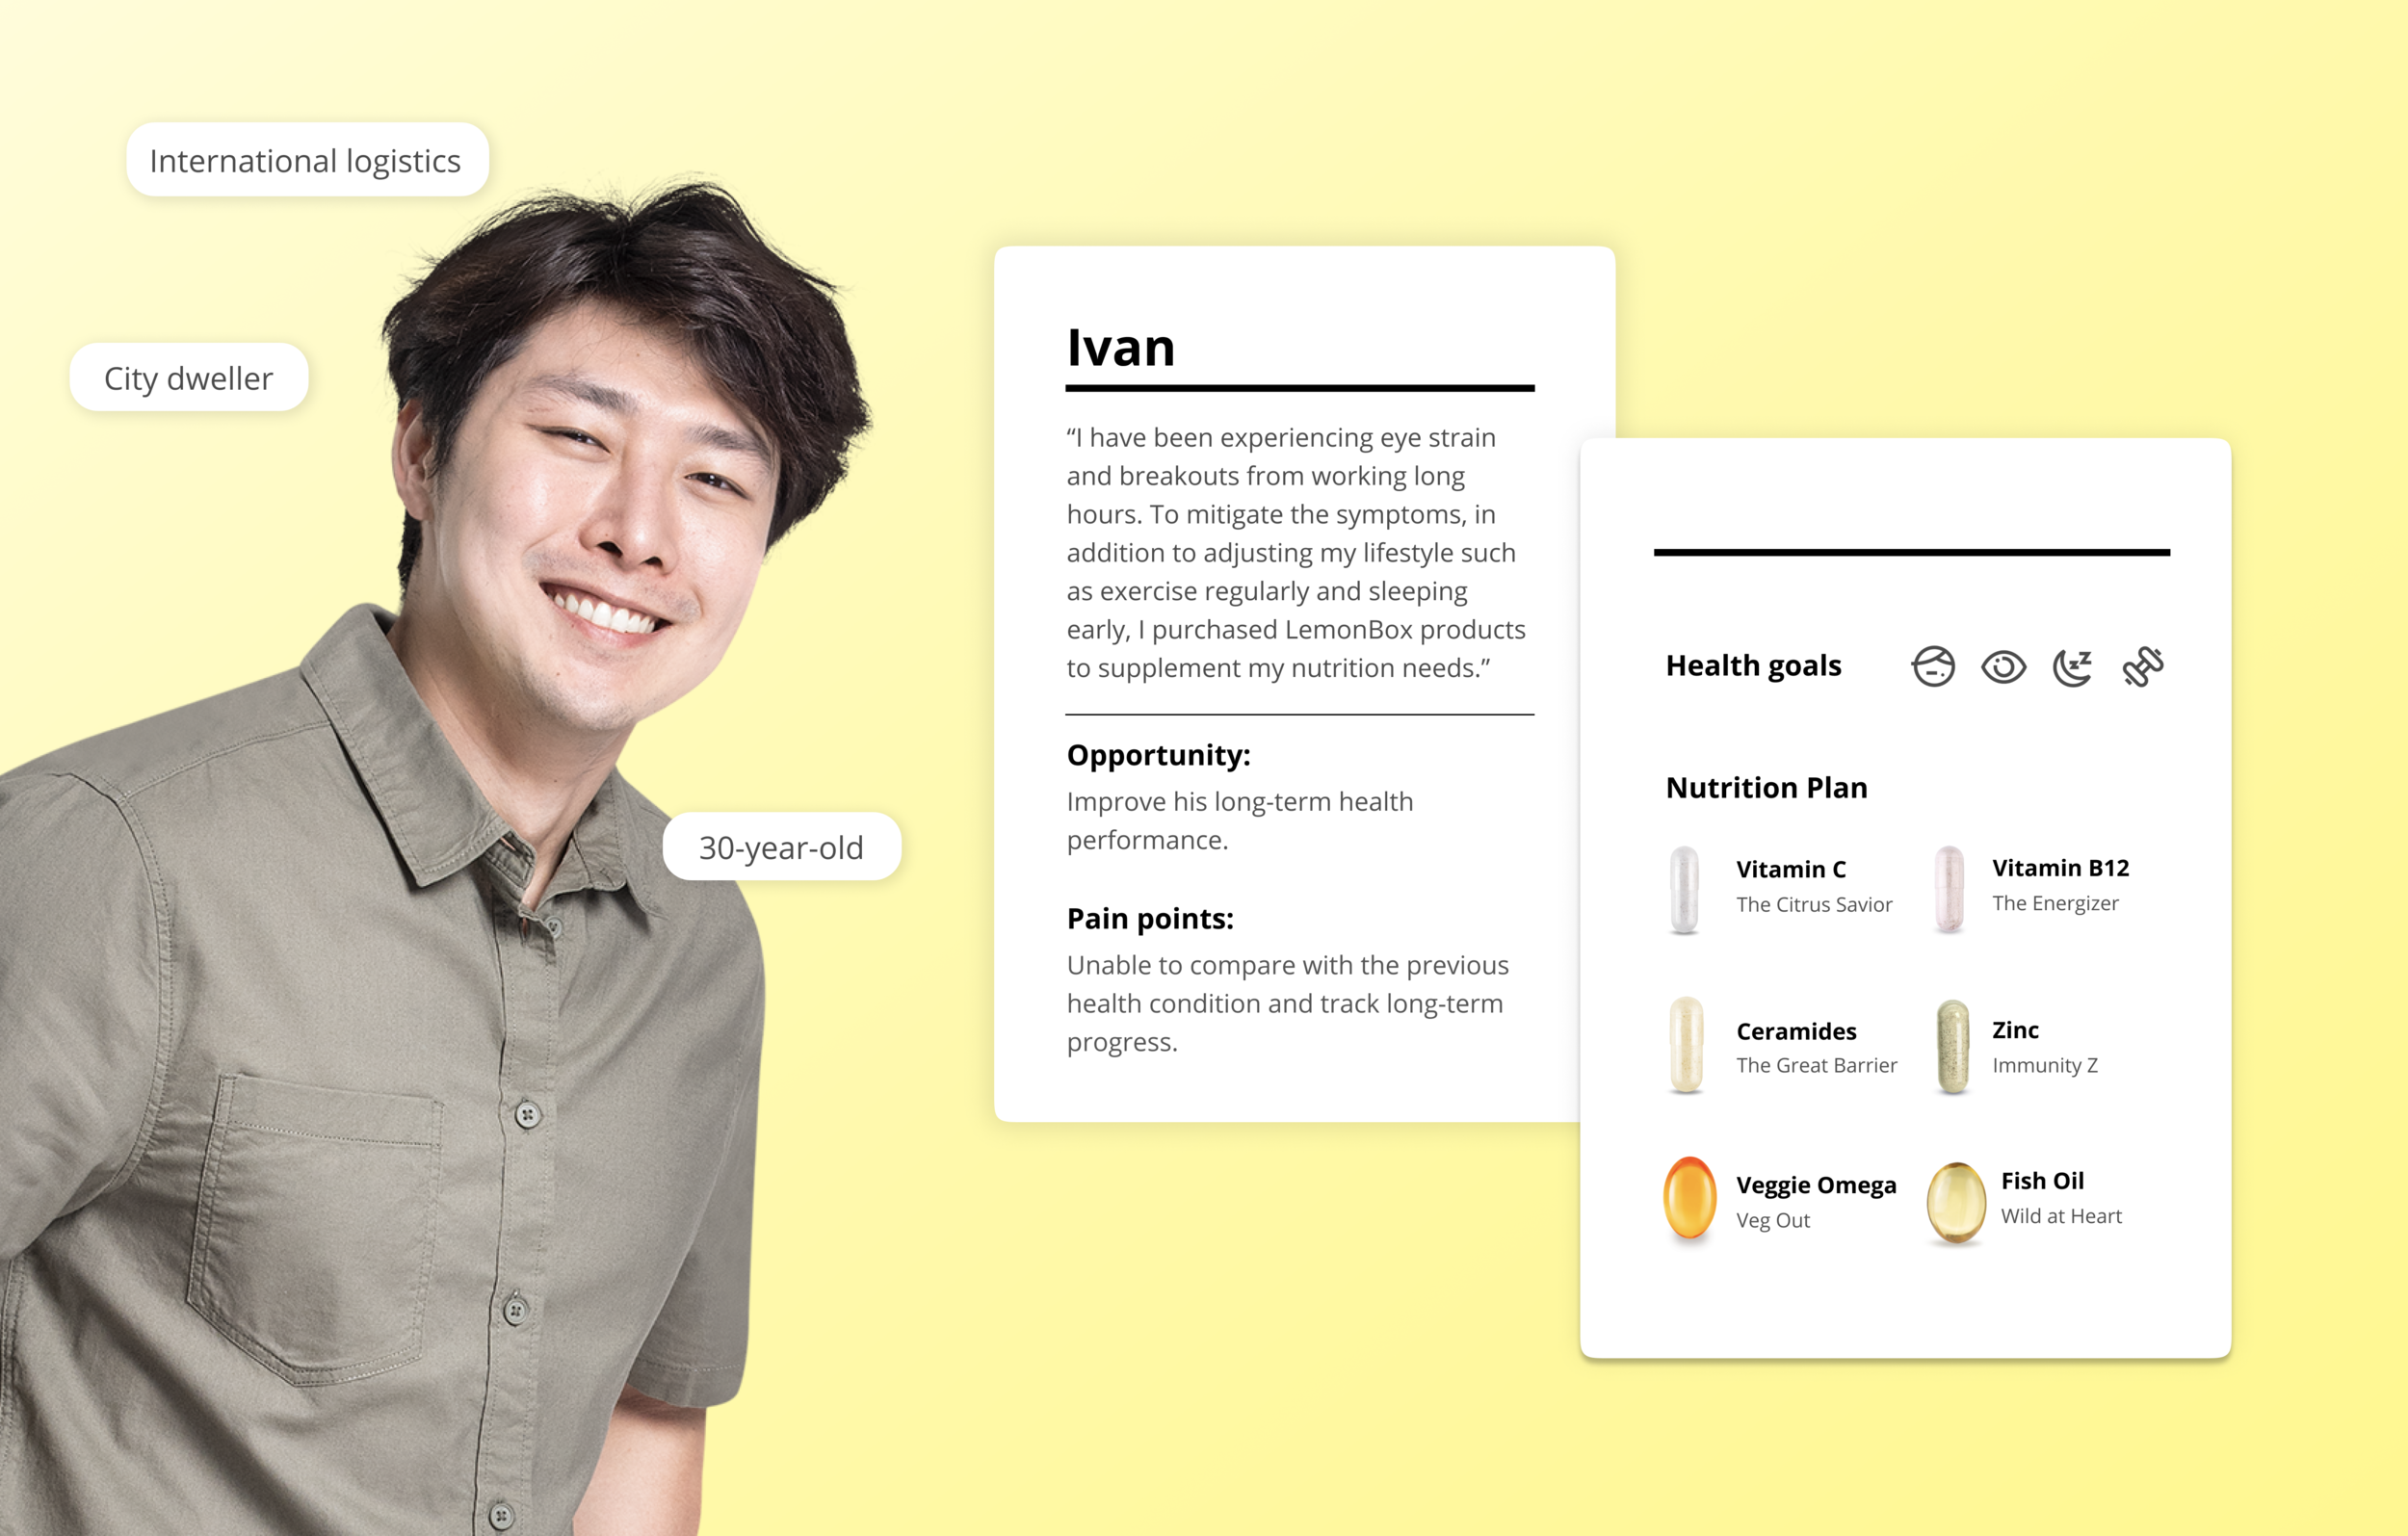 International logistics
City dweller
30-year-old
Ivan
“I have been experiencing eye strain
and breakouts from working long
hours. To mitigate the symptoms, in
addition to adjusting my lifestyle such
as exercise regularly and sleeping
early, I purchased LemonBox products
to supplement my nutrition needs.”
Opportunity:
Improve his long-term health
performance.
Pain points:
Unable to compare with the previous
health condition and track long-term
progress.
Health goals
Nutrition Plan
Vitamin C
The Citrus Savior
Vitamin B12
The Energizer
Ceramides
The Great Barrier
Zinc
Immunity Z
Veggie Omega
Veg Out
Fish Oil
Wild at Heart